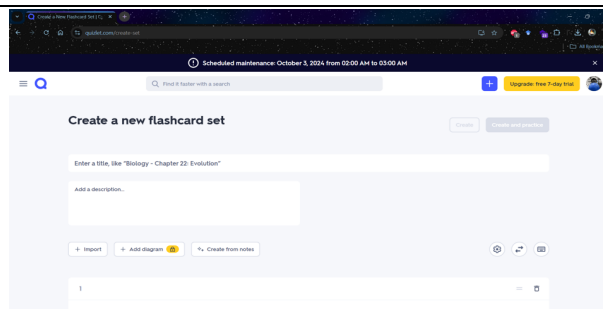 Create a New Flashcard Set | Q
quizlet.com/create-set
All Bookma
Scheduled maintenance: October 3, 2024 from 02:00 AM to 03:00 AM
Find it faster with a search
Upgrade: free 7-day trial
Create a new flashcard set
Create
Create and practice
Enter a title, like "Biology - Chapter 22: Evolution"
Add a description...
+ Import
+ Add diagram
Create from notes
1